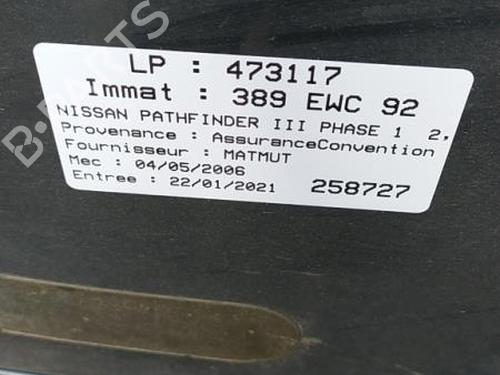 LP : 473117
Immat : 389 EWC 92
NISSAN PATHFINDER III PHASE 1 2,
Provenance : AssuranceConvention
Fournisseur : MATMUT
Mec : 04/05/2006
Entree : 22/01/2021 258727
B-PARTS